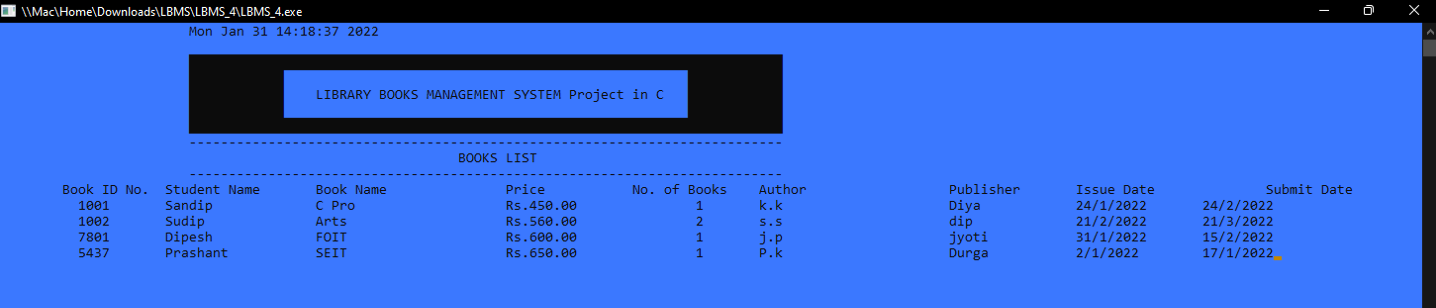 \\Mac\Home\Downloads\LBMS\LBMS_4\LBMS_4.exe
Mon Jan 31 14:18:37 2022
LIBRARY BOOKS MANAGEMENT SYSTEM Project in C
---------------------------------------------------------------------------
BOOKS LIST
---------------------------------------------------------------------------
Book ID No. Student Name Book Name Price No. of Books Author Publisher Issue Date Submit Date
1001 Sandip C Pro Rs.450.00 1 k.k Diya 24/1/2022 24/2/2022
1002 Sudip Arts Rs.560.00 2 s.s dip 21/2/2022 21/3/2022
7801 Dipesh FOIT Rs.600.00 1 j.p jyoti 31/1/2022 15/2/2022
5437 Prashant SEIT Rs.650.00 1 P.k Durga 2/1/2022 17/1/2022